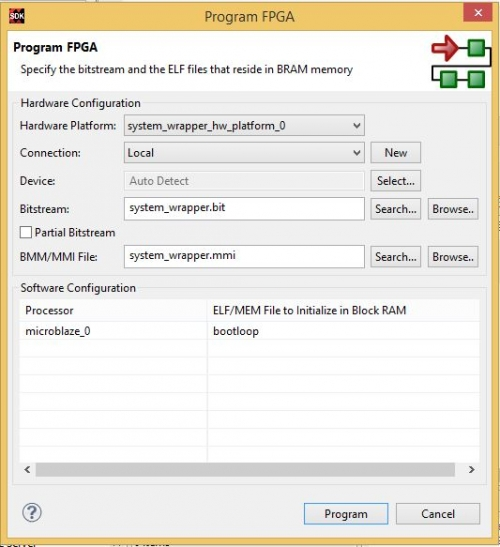 SDK
Program FPGA
Program FPGA
Specify the bitstream and the ELF files that reside in BRAM memory
Hardware Configuration
Hardware Platform: system_wrapper_hw_platform_0
Connection: Local New
Device: Auto Detect Select...
Bitstream: system_wrapper.bit Search... Browse..
Partial Bitstream
BMM/MMI File: system_wrapper.mmi Search... Browse..
Software Configuration
Processor ELF/MEM File to Initialize in Block RAM
microblaze_0 bootloop
Program Cancel